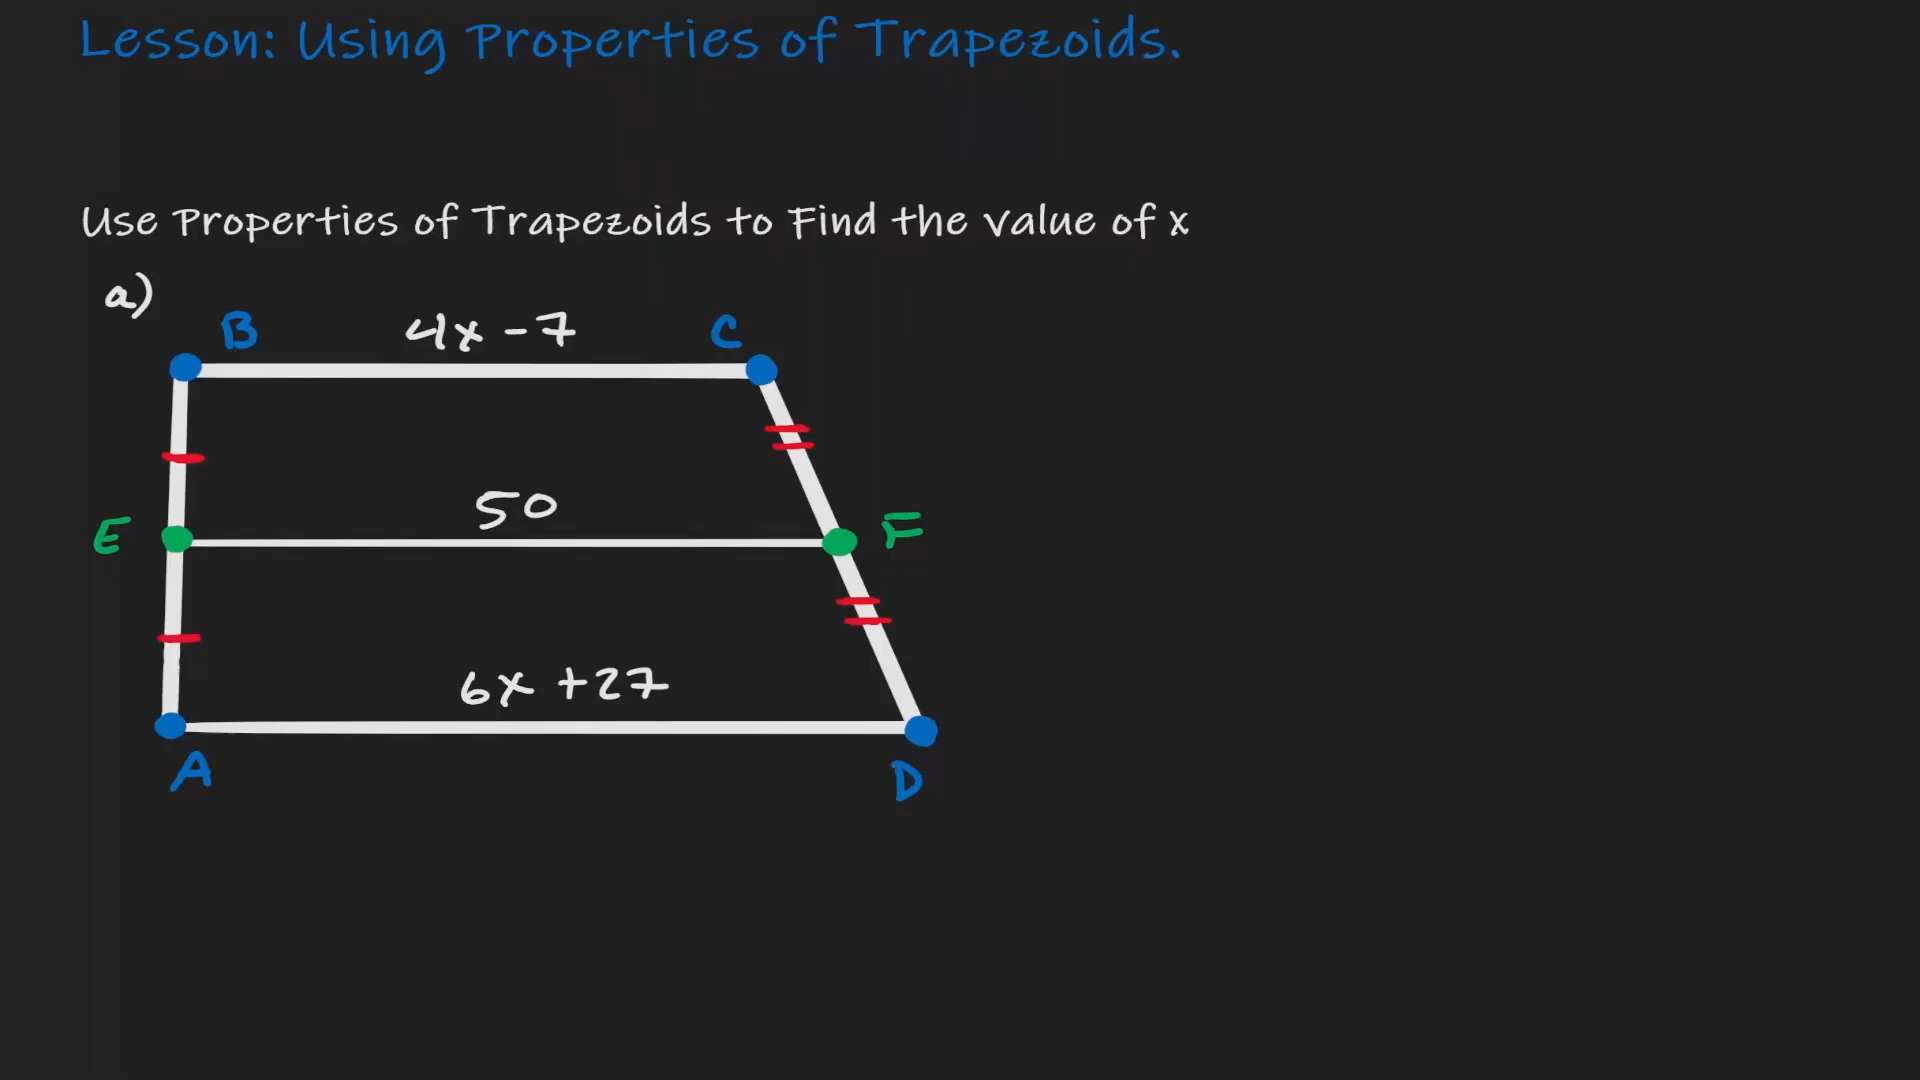 Lesson: Using Properties of Trapezoids.
Use Properties of Trapezoids to Find the Value of x
a)
B 4x - 7 C
50
E F
6x + 27
A D